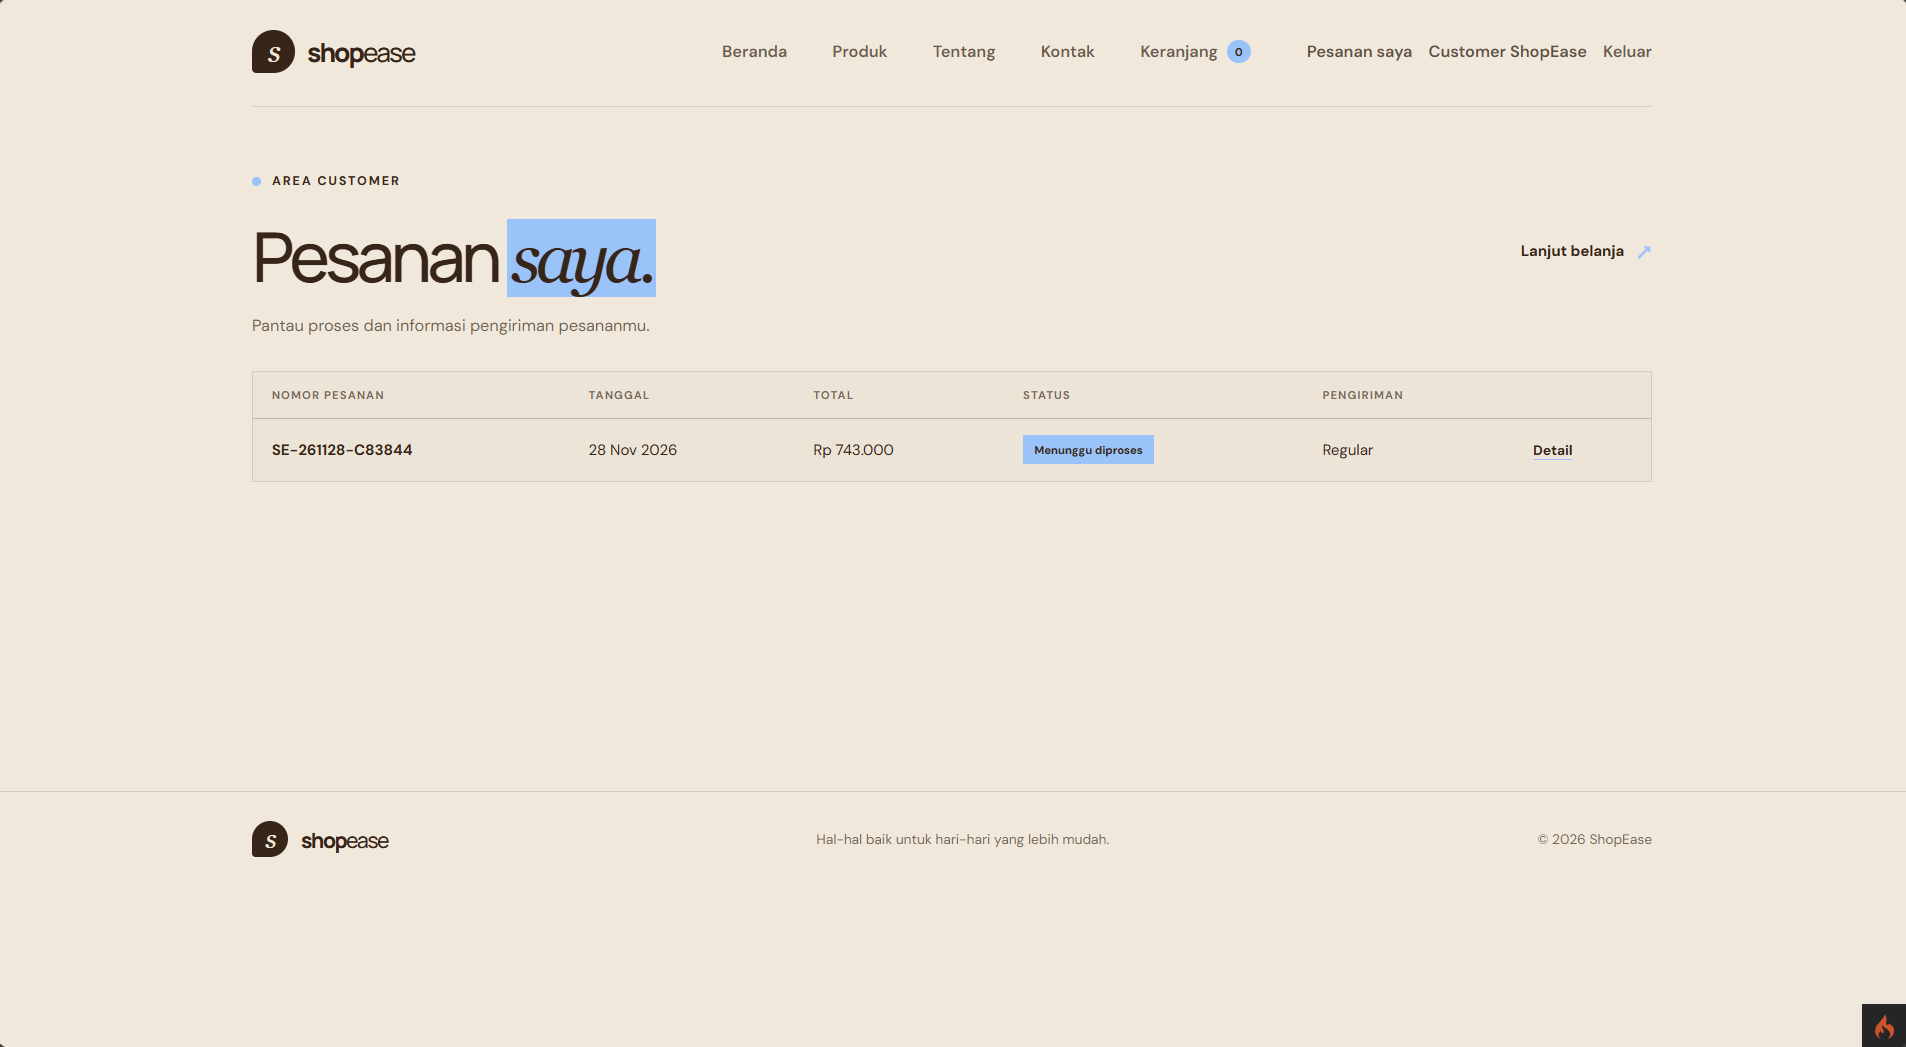 s shopease
Beranda Produk Tentang Kontak Keranjang 0 Pesanan saya Customer ShopEase Keluar
AREA CUSTOMER
Pesanan saya.
Lanjut belanja ↗
Pantau proses dan informasi pengiriman pesananmu.
NOMOR PESANAN TANGGAL TOTAL STATUS PENGIRIMAN
SE-261128-C83844 28 Nov 2026 Rp 743.000 Menunggu diproses Regular Detail
s shopease Hal-hal baik untuk hari-hari yang lebih mudah. © 2026 ShopEase